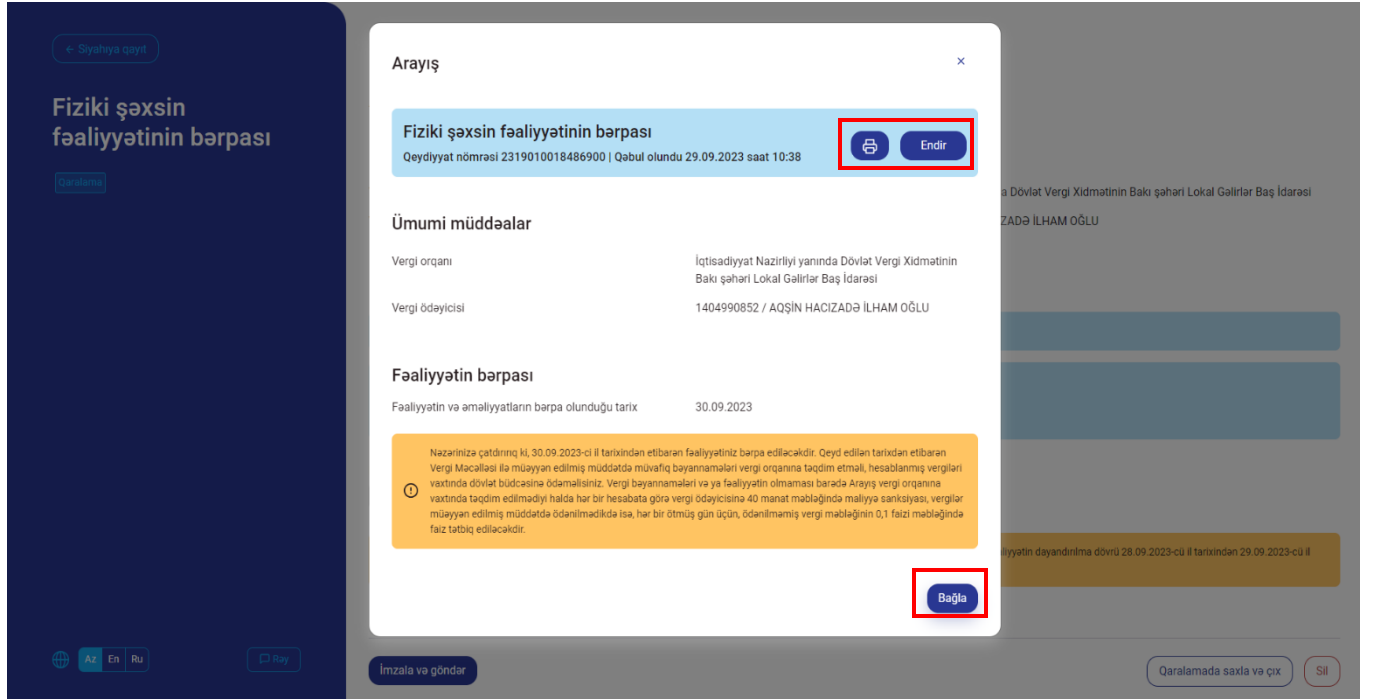 ← Siyahıya qayıt
Fiziki şəxsin
fəaliyyətinin bərpası
Qaralama
Az En Ru
Rəy
Arayış
×
Fiziki şəxsin fəaliyyətinin bərpası
Qeydiyyat nömrəsi 2319010018486900 | Qəbul olundu 29.09.2023 saat 10:38
Endir
Ümumi müddəalar
Vergi orqanı
İqtisadiyyat Nazirliyi yanında Dövlət Vergi Xidmətinin
Bakı şəhəri Lokal Gəlirlər Baş İdarəsi
Vergi ödəyicisi
1404990852 / AQŞİN HACIZADƏ İLHAM OĞLU
Fəaliyyətin bərpası
Fəaliyyətin və əməliyyatların bərpa olunduğu tarix
30.09.2023
Nəzərinizə çatdırırıq ki, 30.09.2023-ci il tarixindən etibarən fəaliyyətiniz bərpa ediləcəkdir. Qeyd edilən tarixdən etibarən
Vergi Məcəlləsi ilə müəyyən edilmiş müddətdə müvafiq bəyannamələri vergi orqanına təqdim etməli, hesablanmış vergiləri
vaxtında dövlət büdcəsinə ödəməlisiniz. Vergi bəyannamələri və ya fəaliyyətin olmaması barədə Arayış vergi orqanına
vaxtında təqdim edilmədiyi halda hər bir hesabata görə vergi ödəyicisinə 40 manat məbləğində maliyyə sanksiyası, vergilər
müəyyən edilmiş müddətdə ödənilmədikdə isə, hər bir ötmüş gün üçün, ödənilməmiş vergi məbləğinin 0,1 faizi məbləğində
faiz tətbiq ediləcəkdir.
Bağla
a Dövlət Vergi Xidmətinin Bakı şəhəri Lokal Gəlirlər Baş İdarəsi
ZADƏ İLHAM OĞLU
liyyətin dayandırılma dövrü 28.09.2023-cü il tarixindən 29.09.2023-cü il
İmzala və göndər
Qaralamada saxla və çıx
Sil